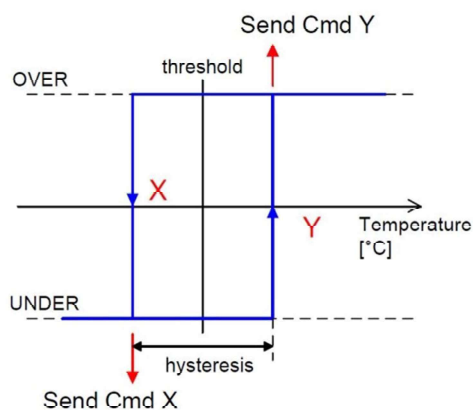 Send Cmd Y
OVER
threshold
X
Y
Temperature
[°C]
UNDER
hysteresis
Send Cmd X